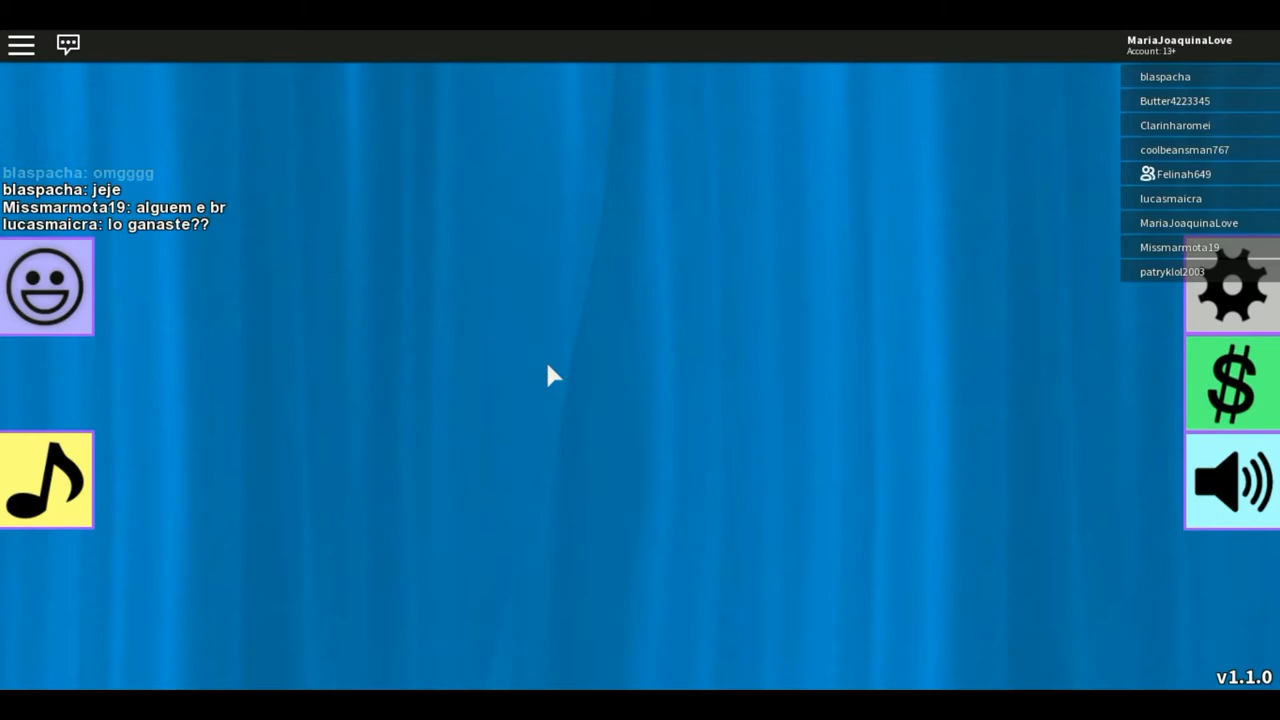 MariaJoaquinaLove
Account: 13+
blaspacha
Butter4223345
Clarinharomei
coolbeansman767
Felinah649
lucasmaicra
MariaJoaquinaLove
Missmarmota19
patryklol2003
blaspacha: omgggg
blaspacha: jeje
Missmarmota19: alguem e br
lucasmaicra: lo ganaste??
$
v1.1.0